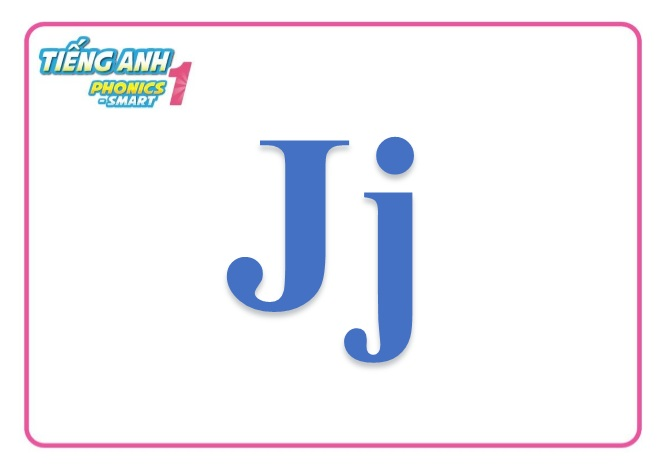 TIẾNG ANH 1
PHONICS
- SMART
Jj